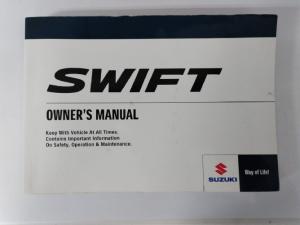 SWIFT
OWNER'S MANUAL
Keep With Vehicle At All Times.
Contains Important Information
On Safety, Operation & Maintenance.
SUZUKI
Way of Life!